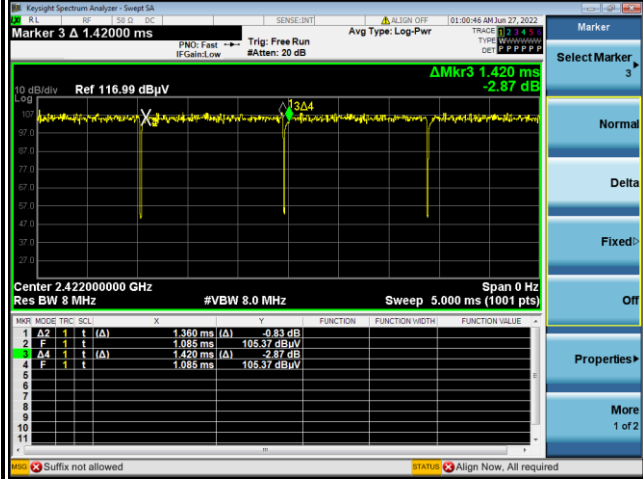 Keysight Spectrum Analyzer - Swept SA
RL RF 50 Ω DC SENSE:INT ALIGN OFF 01:00:46 AM Jun 27, 2022
Marker 3 Δ 1.42000 ms
PNO: Fast
IFGain:Low
Trig: Free Run
#Atten: 20 dB
Avg Type: Log-Pwr
TRACE 1 2 3 4 5 6
TYPE WWWWWW
DET P P P P P P
ΔMkr3 1.420 ms
-2.87 dB
10 dB/div Ref 116.99 dBµV
Log
107
97.0
87.0
77.0
67.0
57.0
47.0
37.0
27.0
13Δ4
Center 2.422000000 GHz Span 0 Hz
Res BW 8 MHz #VBW 8.0 MHz Sweep 5.000 ms (1001 pts)
MKR MODE TRC SCL X Y FUNCTION FUNCTION WIDTH FUNCTION VALUE
1 Δ2 1 t (Δ) 1.360 ms (Δ) -0.83 dB
2 F 1 t 1.085 ms 105.37 dBµV
3 Δ4 1 t (Δ) 1.420 ms (Δ) -2.87 dB
4 F 1 t 1.085 ms 105.37 dBµV
5
6
7
8
9
10
11
MSG Suffix not allowed STATUS Align Now, All required
Marker
Select Marker
3
Normal
Delta
Fixed
Off
Properties
More
1 of 2